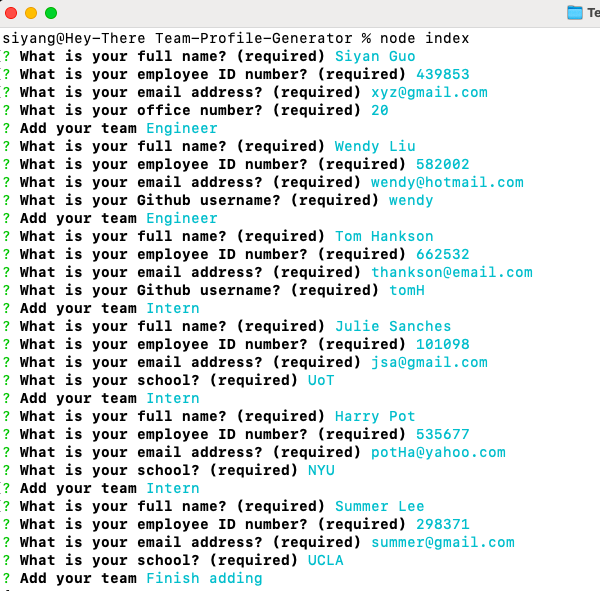 Te
siyang@Hey-There Team-Profile-Generator % node index
? What is your full name? (required) Siyan Guo
? What is your employee ID number? (required) 439853
? What is your email address? (required) xyz@gmail.com
? What is your office number? (required) 20
? Add your team Engineer
? What is your full name? (required) Wendy Liu
? What is your employee ID number? (required) 582002
? What is your email address? (required) wendy@hotmail.com
? What is your Github username? (required) wendy
? Add your team Engineer
? What is your full name? (required) Tom Hankson
? What is your employee ID number? (required) 662532
? What is your email address? (required) thankson@email.com
? What is your Github username? (required) tomH
? Add your team Intern
? What is your full name? (required) Julie Sanches
? What is your employee ID number? (required) 101098
? What is your email address? (required) jsa@gmail.com
? What is your school? (required) UoT
? Add your team Intern
? What is your full name? (required) Harry Pot
? What is your employee ID number? (required) 535677
? What is your email address? (required) potHa@yahoo.com
? What is your school? (required) NYU
? Add your team Intern
? What is your full name? (required) Summer Lee
? What is your employee ID number? (required) 298371
? What is your email address? (required) summer@gmail.com
? What is your school? (required) UCLA
? Add your team Finish adding